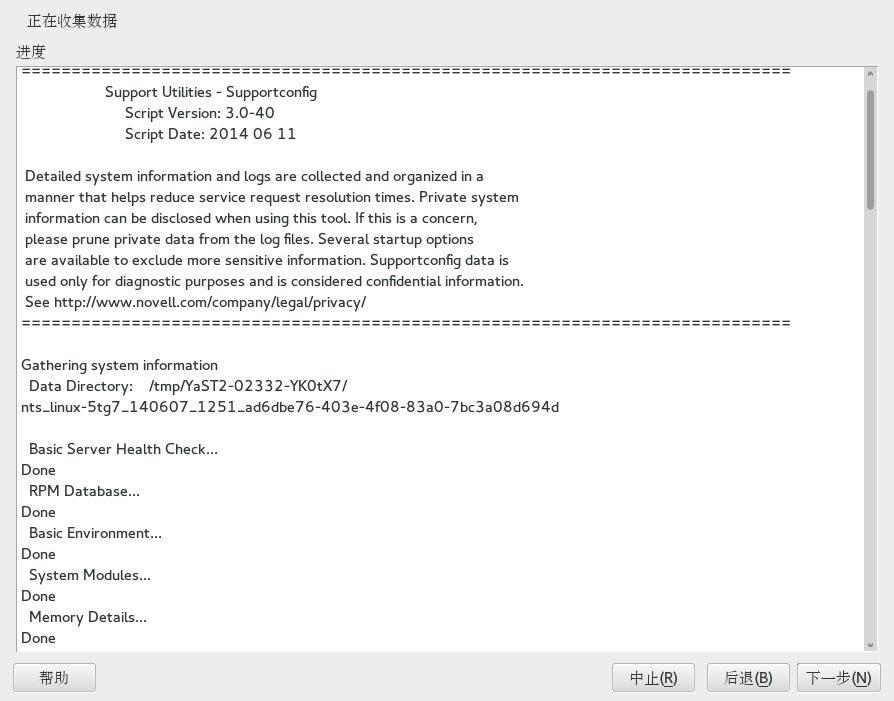 正在收集数据
进度
=============================================================================
Support Utilities - Supportconfig
Script Version: 3.0-40
Script Date: 2014 06 11
Detailed system information and logs are collected and organized in a
manner that helps reduce service request resolution times. Private system
information can be disclosed when using this tool. If this is a concern,
please prune private data from the log files. Several startup options
are available to exclude more sensitive information. Supportconfig data is
used only for diagnostic purposes and is considered confidential information.
See http://www.novell.com/company/legal/privacy/
=============================================================================
Gathering system information
Data Directory:    /tmp/YaST2-02332-YK0tX7/
nts_linux-5tg7_140607_1251_ad6dbe76-403e-4f08-83a0-7bc3a08d694d
Basic Server Health Check...
Done
RPM Database...
Done
Basic Environment...
Done
System Modules...
Done
Memory Details...
Done
帮助 中止(R) 后退(B) 下一步(N)